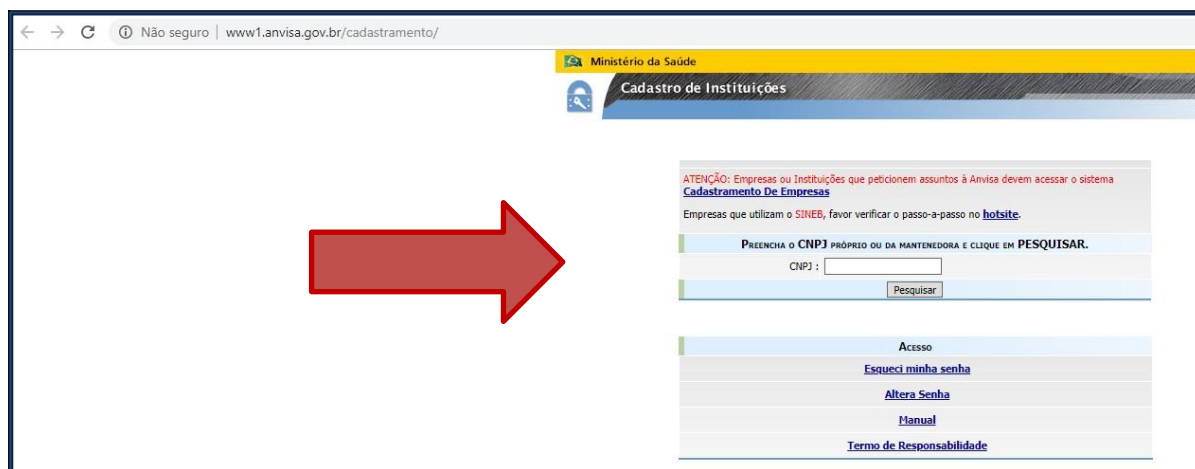 Não seguro | www1.anvisa.gov.br/cadastramento/
Ministério da Saúde
Cadastro de Instituições
ATENÇÃO: Empresas ou Instituições que peticionem assuntos à Anvisa devem acessar o sistema
Cadastramento De Empresas
Empresas que utilizam o SINEB, favor verificar o passo-a-passo no hotsite.
PREENCHA O CNPJ PRÓPRIO OU DA MANTENEDORA E CLIQUE EM PESQUISAR.
CNPJ :
Pesquisar
ACESSO
Esqueci minha senha
Altera Senha
Manual
Termo de Responsabilidade